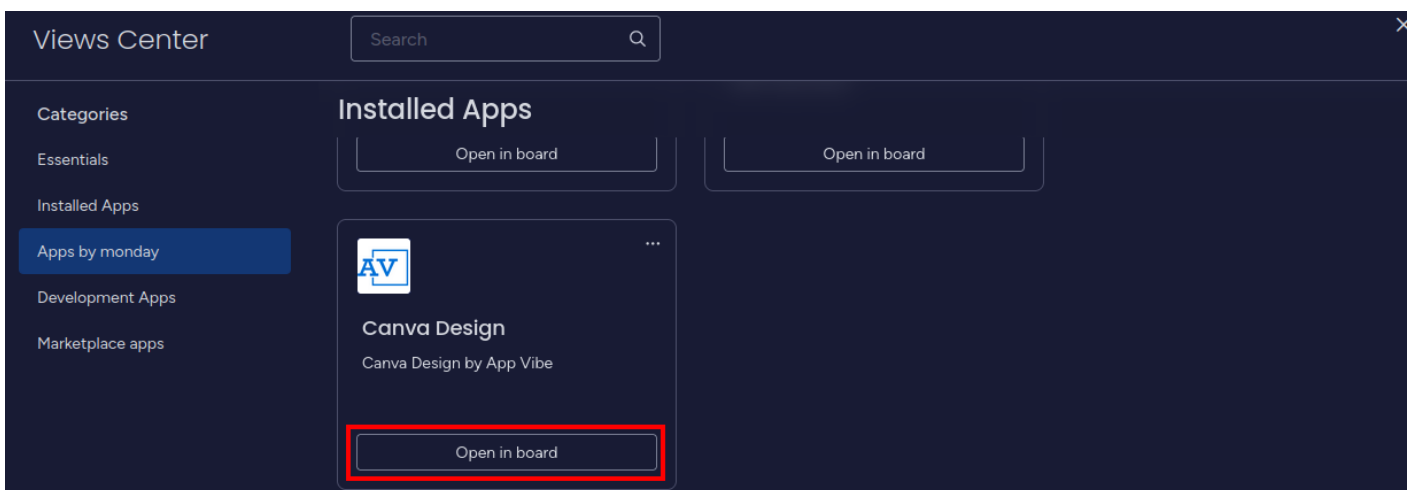 Views Center
Search
Categories
Essentials
Installed Apps
Apps by monday
Development Apps
Marketplace apps
Installed Apps
Open in board
Open in board
AV
Canva Design
Canva Design by App Vibe
Open in board